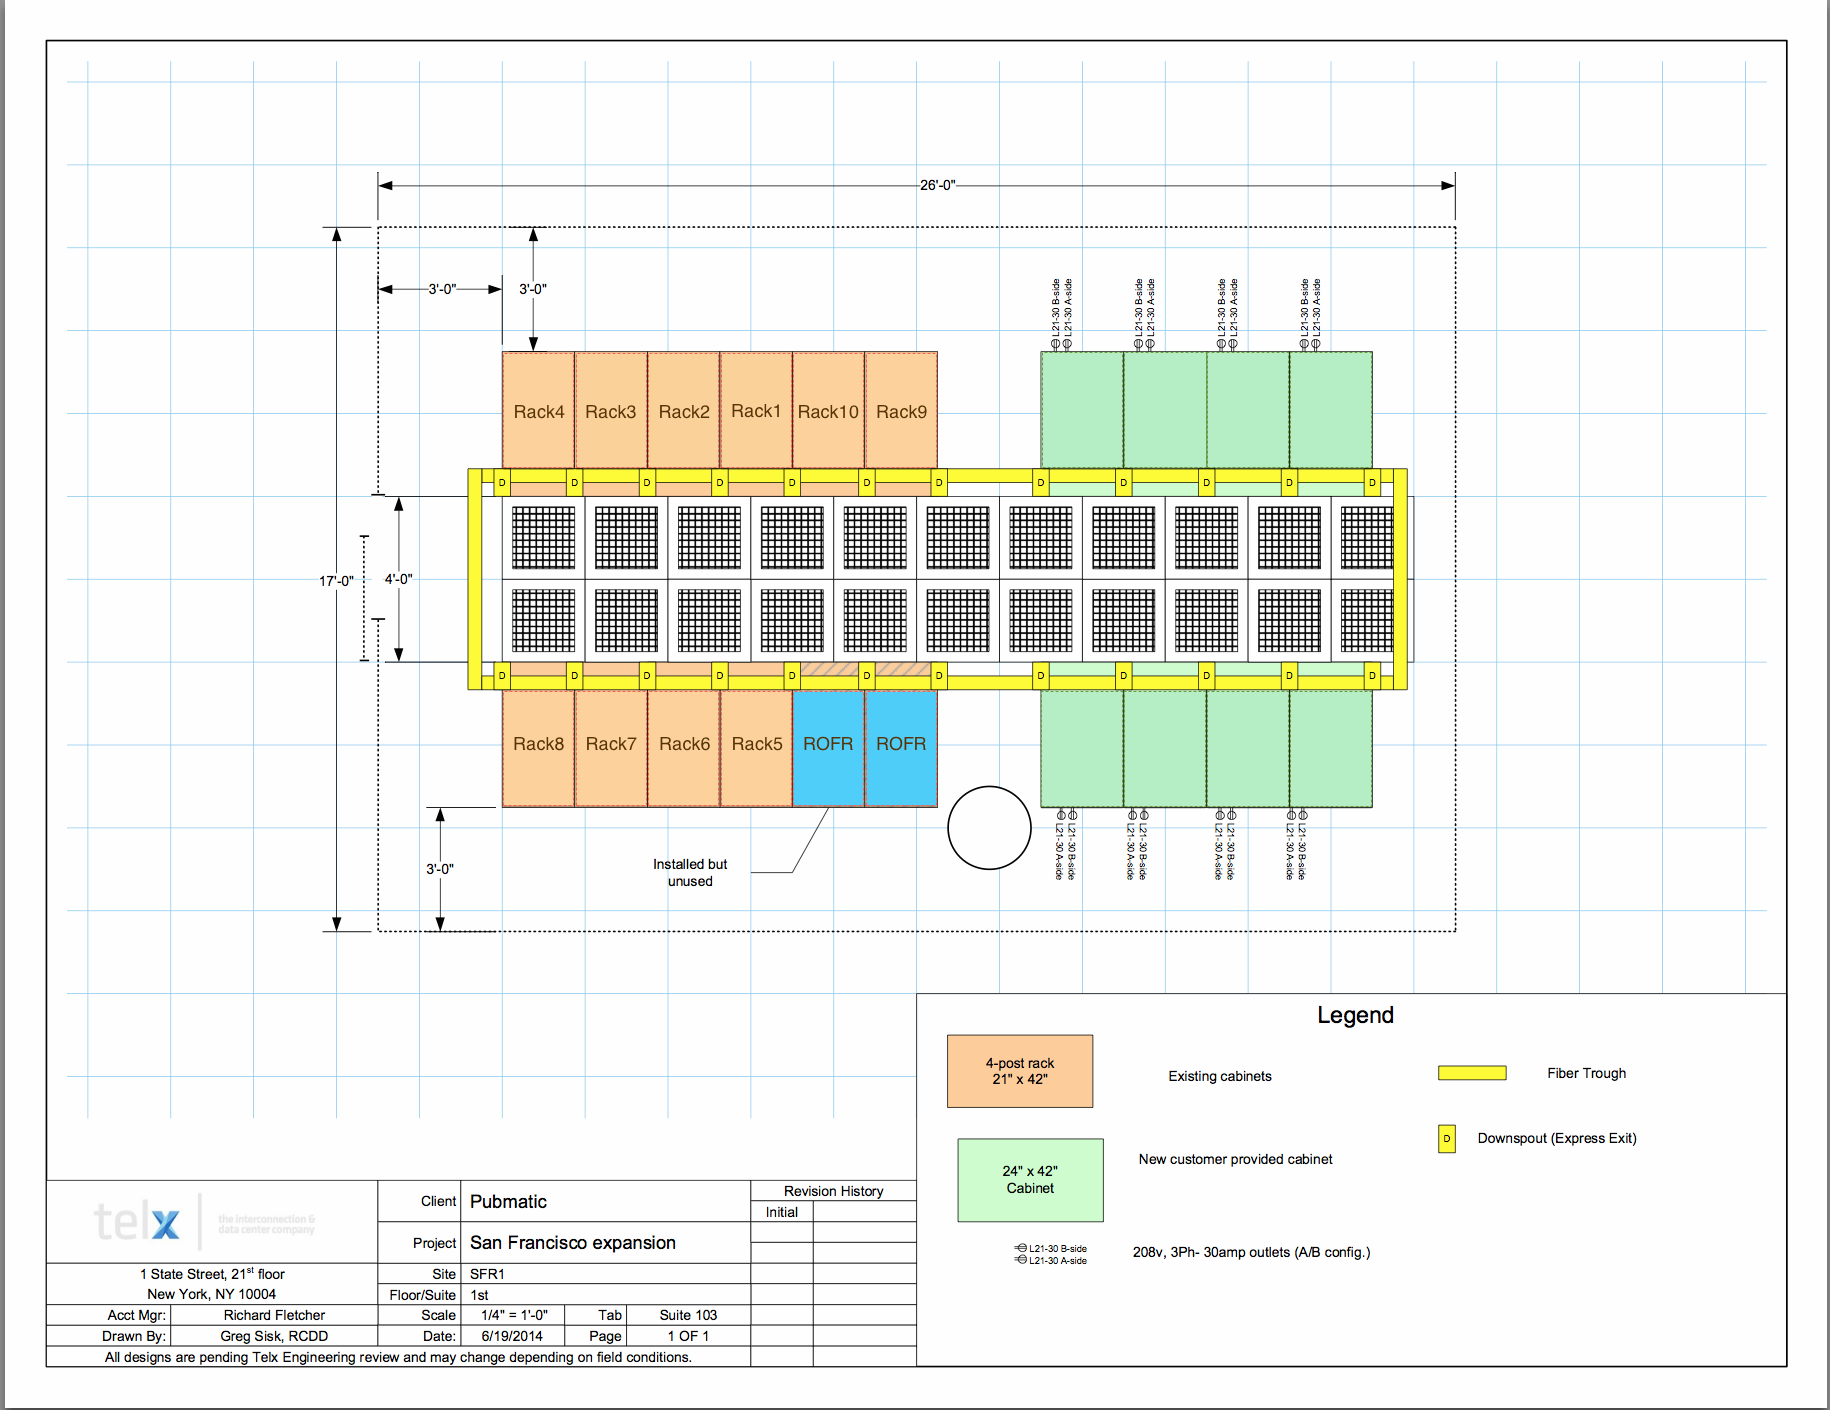 26'-0"
3'-0"
3'-0"
L21-30 B-side
L21-30 A-side
L21-30 B-side
L21-30 A-side
L21-30 B-side
L21-30 A-side
L21-30 B-side
L21-30 A-side
Rack4 Rack3 Rack2 Rack1 Rack10 Rack9
D D D D D D D D D D D D
17'-0"
4'-0"
D D D D D D D D D D D D
Rack8 Rack7 Rack6 Rack5 ROFR ROFR
L21-30 A-side
L21-30 B-side
L21-30 A-side
L21-30 B-side
L21-30 A-side
L21-30 B-side
L21-30 A-side
L21-30 B-side
3'-0"
Installed but
unused
Legend
4-post rack
21" x 42"
Existing cabinets
Fiber Trough
24" x 42"
Cabinet
New customer provided cabinet
D
Downspout (Express Exit)
L21-30 B-side
L21-30 A-side
208v, 3Ph- 30amp outlets (A/B config.)
telx
the interconnection &
data center company
1 State Street, 21st floor
New York, NY 10004
Acct Mgr: Richard Fletcher
Drawn By: Greg Sisk, RCDD
Client Pubmatic
Project San Francisco expansion
Site SFR1
Floor/Suite 1st
Scale 1/4" = 1'-0" Tab Suite 103
Date: 6/19/2014 Page 1 OF 1
All designs are pending Telx Engineering review and may change depending on field conditions.
Revision History
Initial